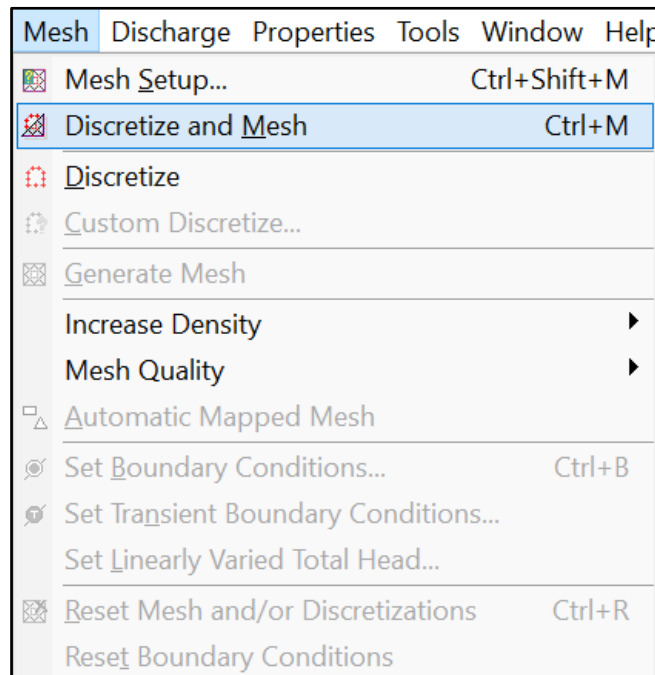 Mesh Discharge Properties Tools Window Help
Mesh Setup... Ctrl+Shift+M
Discretize and Mesh Ctrl+M
Discretize
Custom Discretize...
Generate Mesh
Increase Density
Mesh Quality
Automatic Mapped Mesh
Set Boundary Conditions... Ctrl+B
Set Transient Boundary Conditions...
Set Linearly Varied Total Head...
Reset Mesh and/or Discretizations Ctrl+R
Reset Boundary Conditions